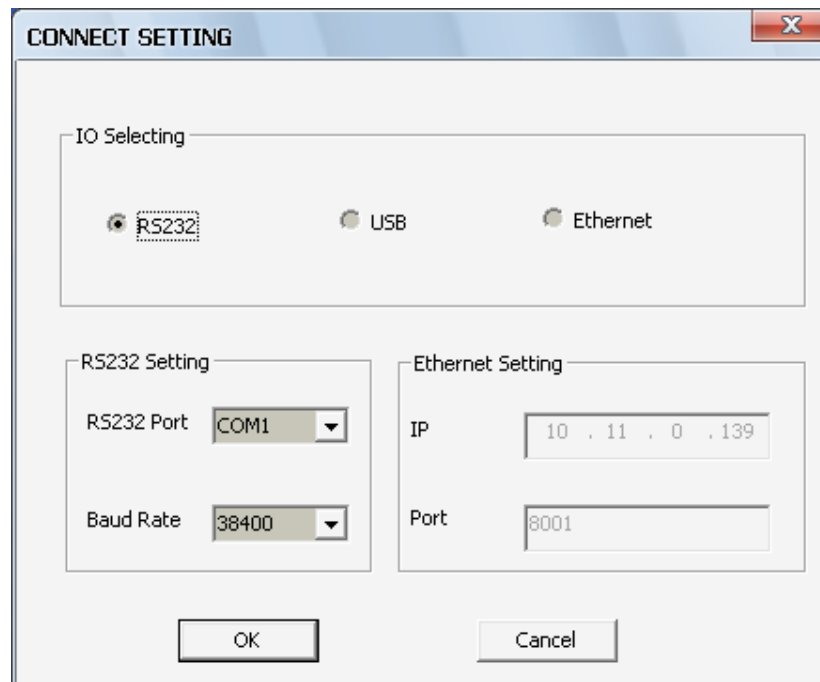 CONNECT SETTING
IO Selecting
RS232 USB Ethernet
RS232 Setting
RS232 Port COM1
Baud Rate 38400
Ethernet Setting
IP 10 . 11 . 0 . 139
Port 8001
OK Cancel